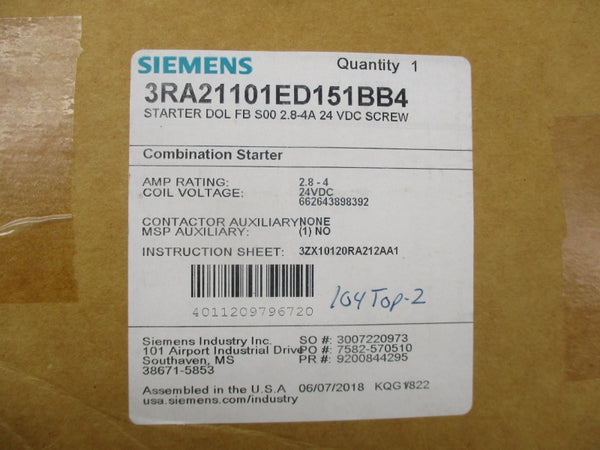 SIEMENS
Quantity 1
3RA21101ED151BB4
STARTER DOL FB S00 2.8-4A 24 VDC SCREW
Combination Starter
AMP RATING: 2.8 - 4
COIL VOLTAGE: 24VDC
662643898392
CONTACTOR AUXILIARY NONE
MSP AUXILIARY: (1) NO
INSTRUCTION SHEET: 3ZX10120RA212AA1
4011209796720
104 Top-2
Siemens Industry Inc. SO #: 3007220973
101 Airport Industrial Drive PO #: 7582-570510
Southaven, MS PR #: 9200844295
38671-5853
Assembled in the U.S.A 06/07/2018 KQG1/822
usa.siemens.com/industry